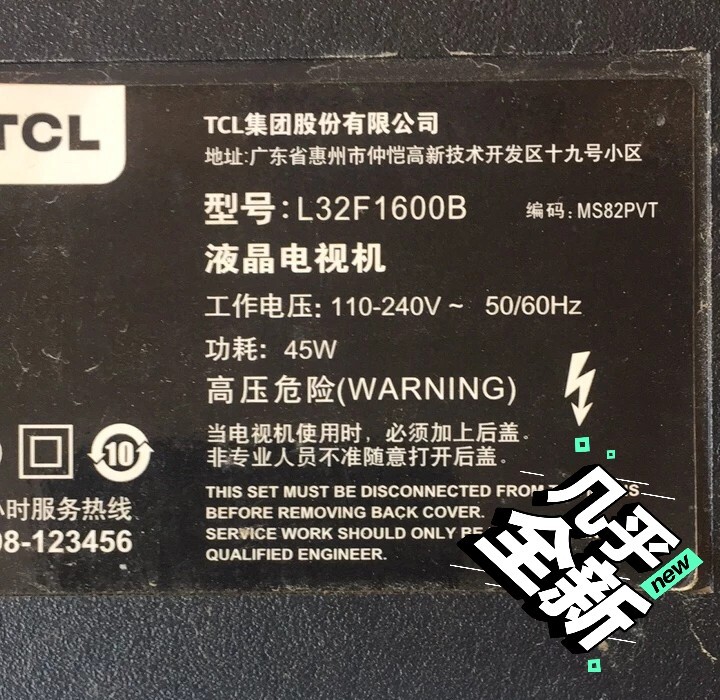 TCL
TCL集团股份有限公司
地址:广东省惠州市仲恺高新技术开发区十九号小区
型号:L32F1600B
编码:MS82PVT
液晶电视机
工作电压: 110-240V ~ 50/60Hz
功耗: 45W
高压危险(WARNING)
当电视机使用时，必须加上后盖。
非专业人员不准随意打开后盖。
10
小时服务热线
98-123456
THIS SET MUST BE DISCONNECTED FROM
BEFORE REMOVING BACK COVER.
SERVICE WORK SHOULD ONLY BE
QUALIFIED ENGINEER.
几乎
全新
new